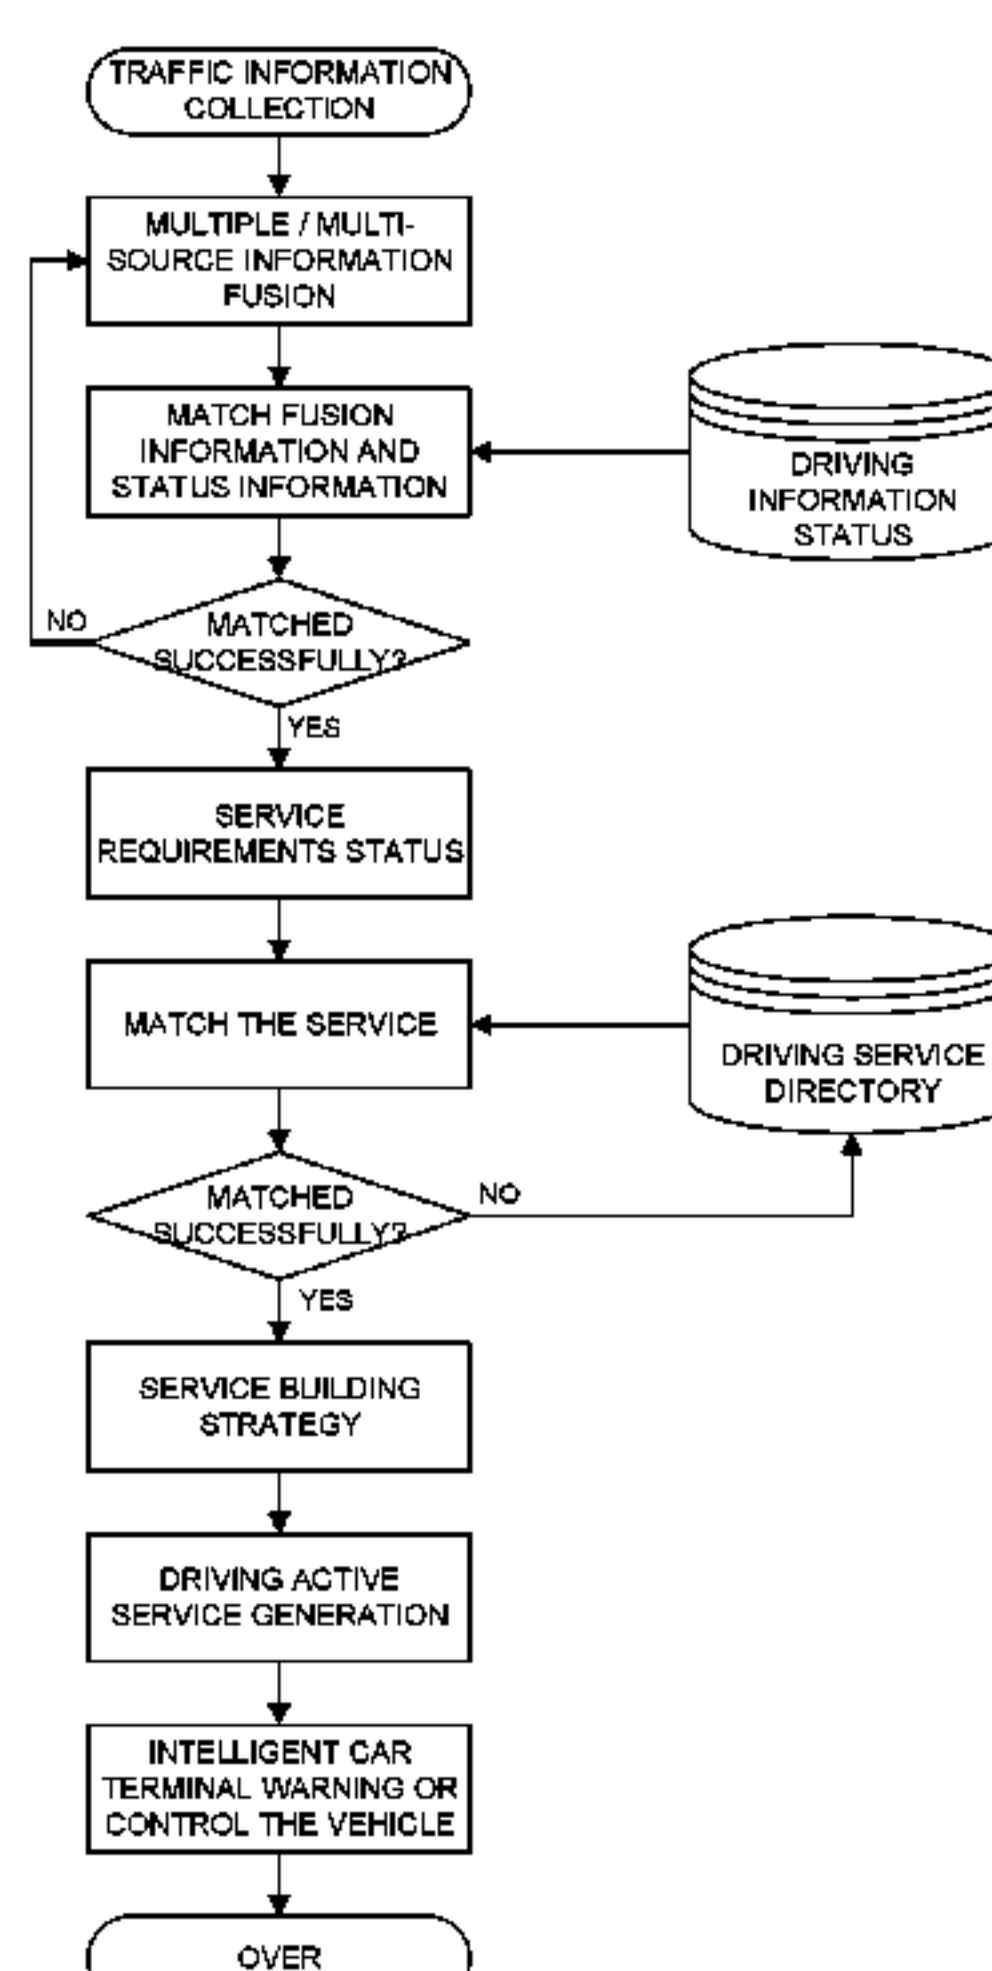 TRAFFIC INFORMATION
COLLECTION
MULTIPLE / MULTI-
SOURCE INFORMATION
FUSION
MATCH FUSION
INFORMATION AND
STATUS INFORMATION
DRIVING
INFORMATION
STATUS
NO
MATCHED
SUCCESSFULLY?
YES
SERVICE
REQUIREMENTS STATUS
MATCH THE SERVICE
DRIVING SERVICE
DIRECTORY
MATCHED
SUCCESSFULLY?
NO
YES
SERVICE BUILDING
STRATEGY
DRIVING ACTIVE
SERVICE GENERATION
INTELLIGENT CAR
TERMINAL WARNING OR
CONTROL THE VEHICLE
OVER